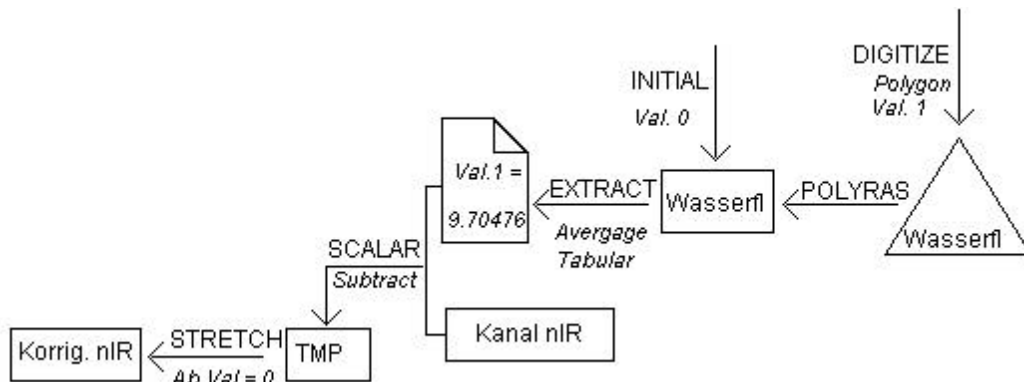 DIGITIZE
Polygon
Val. 1
INITIAL
Val. 0
Val.1 =
9.70476
EXTRACT
Avergage
Tabular
Wasserfl
POLYRAS
Wasserfl
SCALAR
Subtract
Kanal nIR
Korrig. nIR
STRETCH
Ab Val = 0
TMP